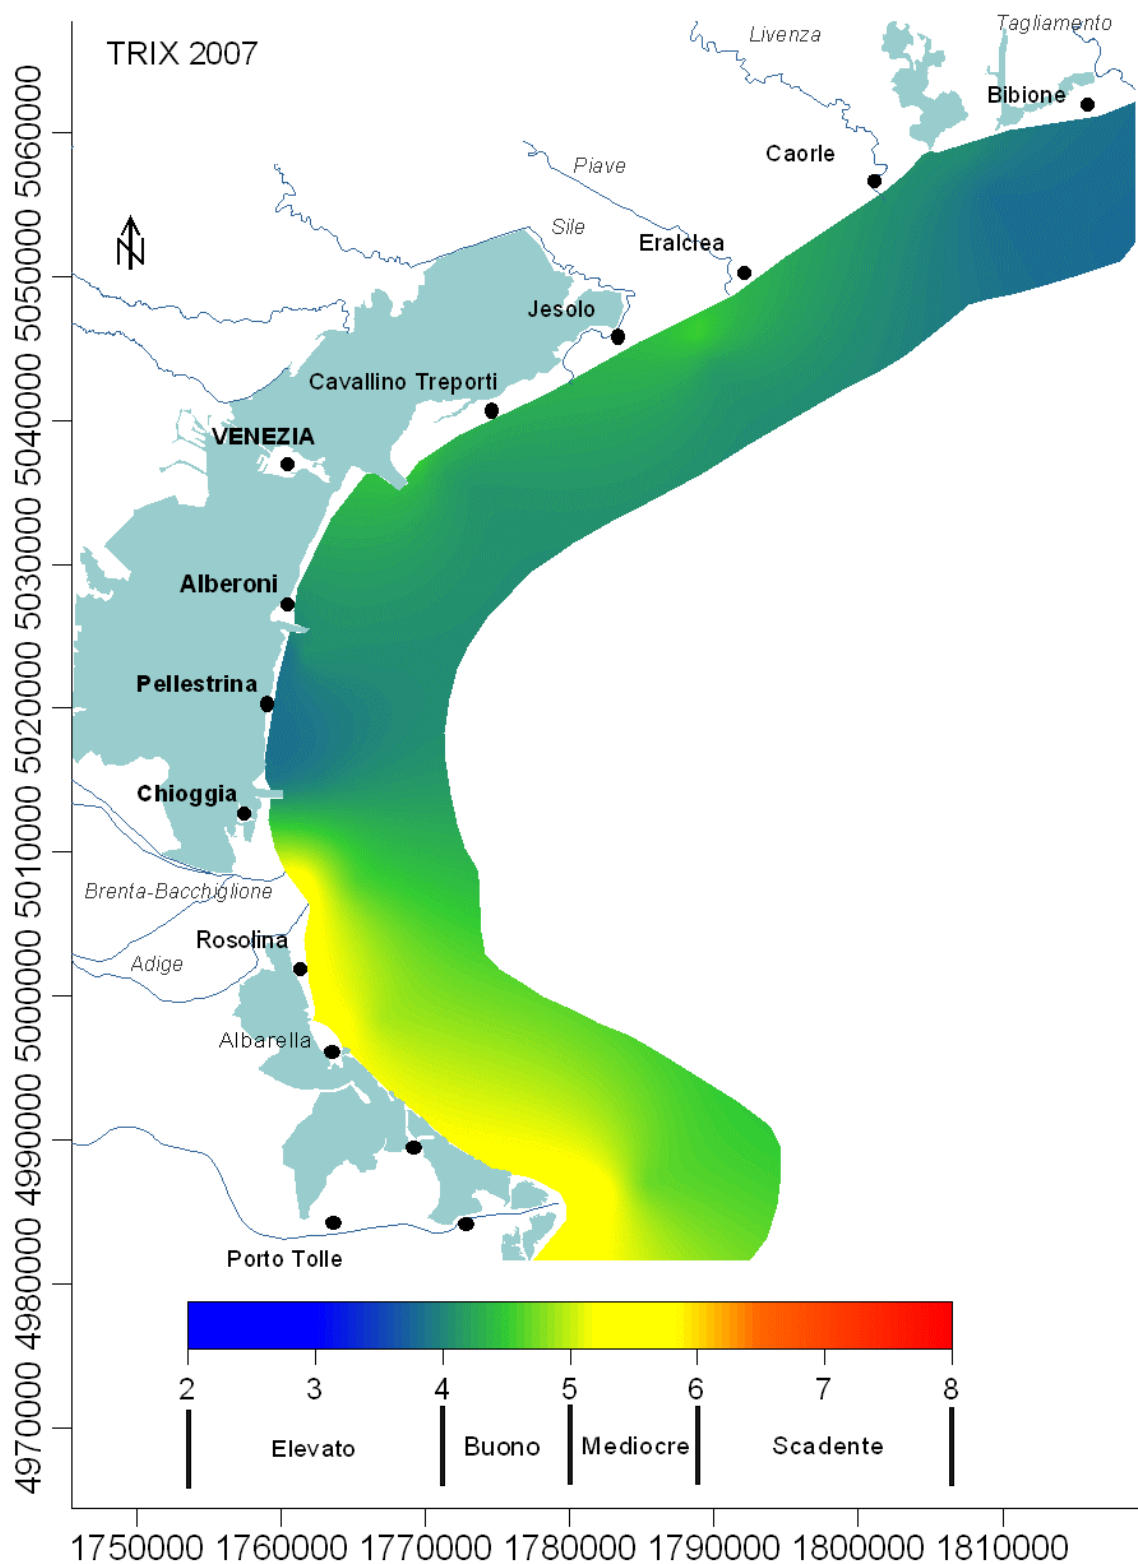 TRIX 2007
Livenza
Tagliamento
Bibione
Caorle
Piave
Sile
Eralclea
Jesolo
Cavallino Treporti
VENEZIA
Alberoni
Pellestrina
Chioggia
Brenta-Bacchiglione
Rosolina
Adige
Albarella
Porto Tolle
N
5060000
5050000
5040000
5030000
5020000
5010000
5000000
4990000
4980000
4970000
2 3 4 5 6 7 8
Elevato Buono Mediocre Scadente
1750000 1760000 1770000 1780000 1790000 1800000 1810000